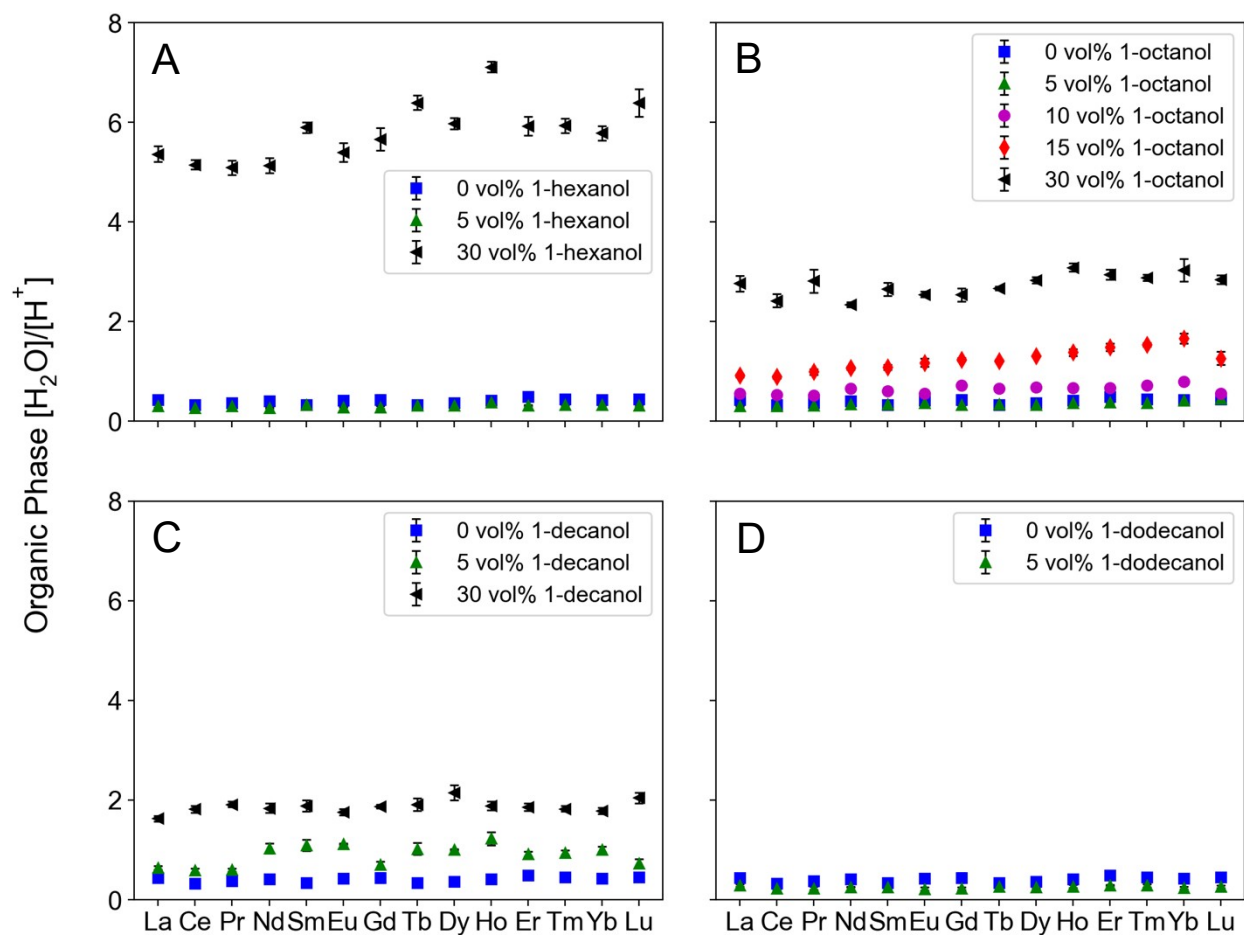 Organic Phase [H₂O]/[H⁺]
8
6
4
2
0
A
0 vol% 1-hexanol
5 vol% 1-hexanol
30 vol% 1-hexanol
B
0 vol% 1-octanol
5 vol% 1-octanol
10 vol% 1-octanol
15 vol% 1-octanol
30 vol% 1-octanol
8
6
4
2
0
C
0 vol% 1-decanol
5 vol% 1-decanol
30 vol% 1-decanol
La Ce Pr Nd Sm Eu Gd Tb Dy Ho Er Tm Yb Lu
D
0 vol% 1-dodecanol
5 vol% 1-dodecanol
La Ce Pr Nd Sm Eu Gd Tb Dy Ho Er Tm Yb Lu